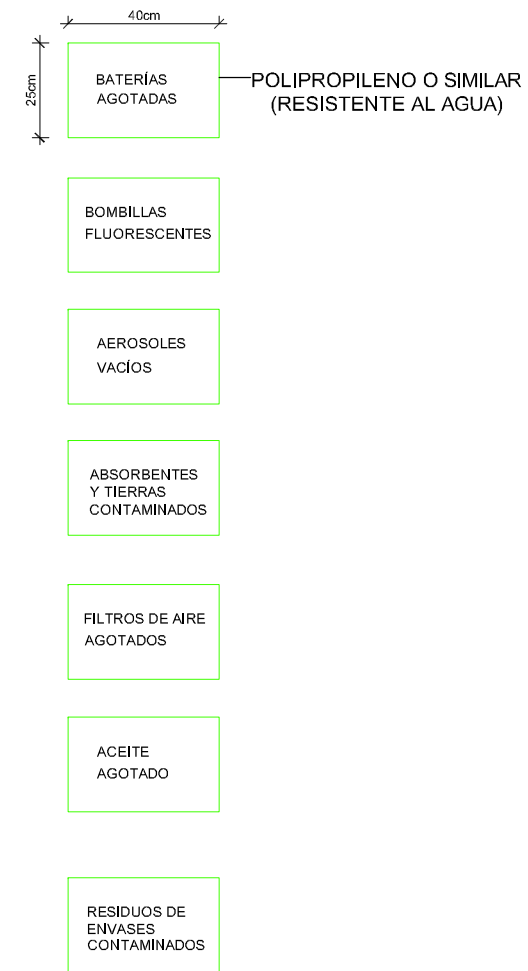 40cm
25cm
BATERÍAS
AGOTADAS
POLIPROPILENO O SIMILAR
(RESISTENTE AL AGUA)
BOMBILLAS
FLUORESCENTES
AEROSOLES
VACÍOS
ABSORBENTES
Y TIERRAS
CONTAMINADOS
FILTROS DE AIRE
AGOTADOS
ACEITE
AGOTADO
RESIDUOS DE
ENVASES
CONTAMINADOS